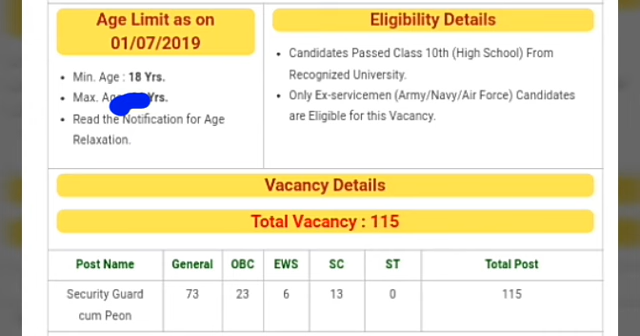 Age Limit as on
01/07/2019
Min. Age : 18 Yrs.
Max. Yrs.
Read the Notification for Age
Relaxation.
Eligibility Details
Candidates Passed Class 10th (High School) From
Recognized University.
Only Ex-servicemen (Army/Navy/Air Force) Candidates
are Eligible for this Vacancy.
Vacancy Details
Total Vacancy : 115
Post Name General OBC EWS SC ST Total Post
Security Guard
cum Peon
73 23 6 13 0 115